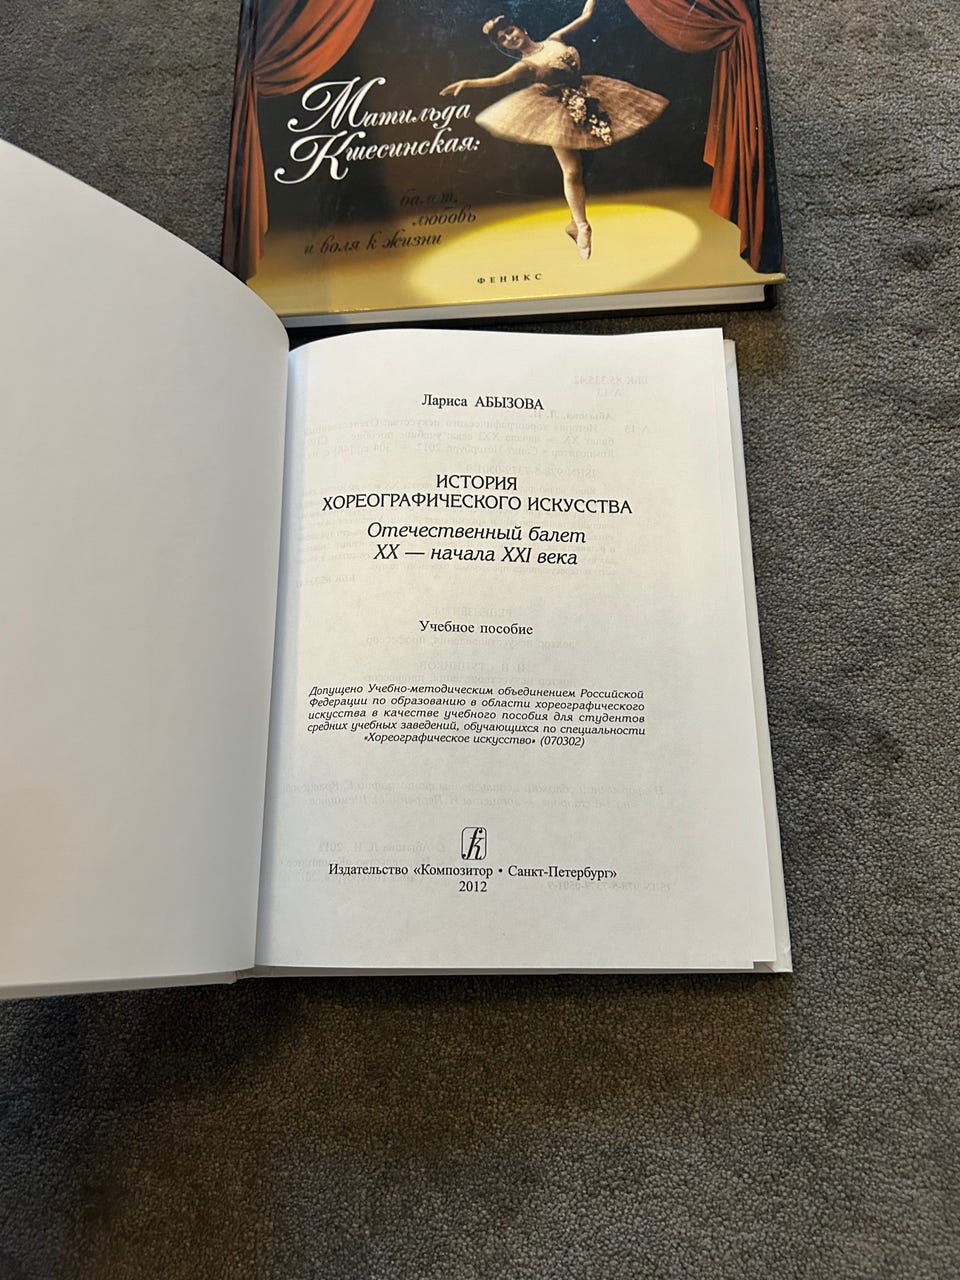 Матильда
Кшесинская:
балет,
любовь
и воля к жизни
ФЕНИКС
Лариса АБЫЗОВА
ИСТОРИЯ
ХОРЕОГРАФИЧЕСКОГО ИСКУССТВА
Отечественный балет
XX — начала XXI века
Учебное пособие
Допущено Учебно-методическим объединением Российской
Федерации по образованию в области хореографического
искусства в качестве учебного пособия для студентов
средних учебных заведений, обучающихся по специальности
«Хореографическое искусство» (070302)
Издательство «Композитор • Санкт-Петербург»
2012